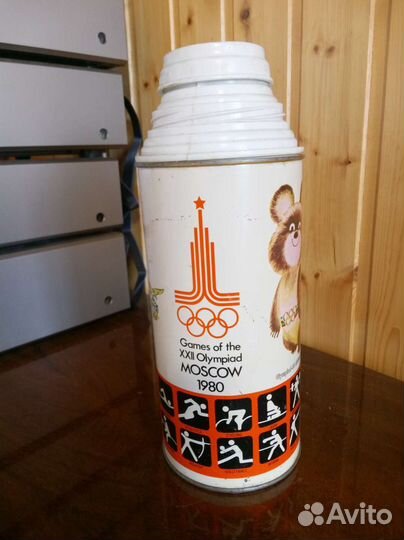 Games of the
XXII Olympiad
MOSCOW
1980
Avito